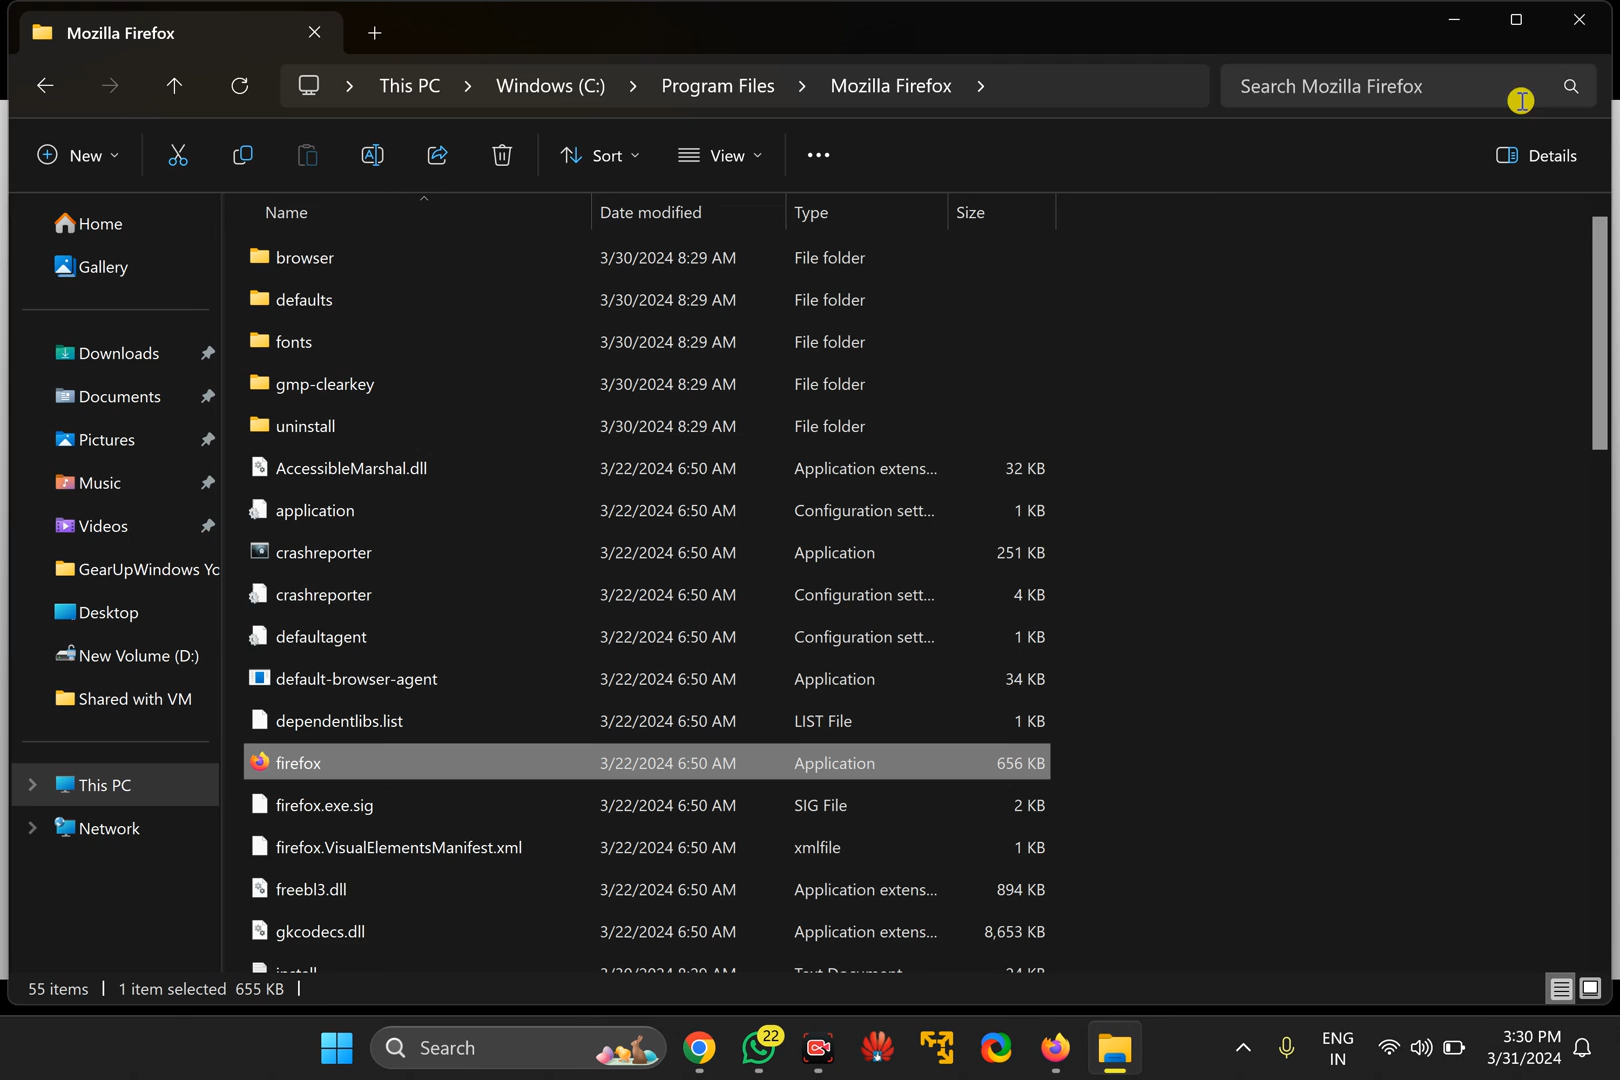 Mozilla Firefox
This PC Windows (C:) Program Files Mozilla Firefox
Search Mozilla Firefox
New
Sort
View
Details
Name Date modified Type Size
Home
Gallery
Downloads
Documents
Pictures
Music
Videos
GearUpWindows Yc
Desktop
New Volume (D:)
Shared with VM
This PC
Network
browser 3/30/2024 8:29 AM File folder
defaults 3/30/2024 8:29 AM File folder
fonts 3/30/2024 8:29 AM File folder
gmp-clearkey 3/30/2024 8:29 AM File folder
uninstall 3/30/2024 8:29 AM File folder
AccessibleMarshal.dll 3/22/2024 6:50 AM Application extens... 32 KB
application 3/22/2024 6:50 AM Configuration sett... 1 KB
crashreporter 3/22/2024 6:50 AM Application 251 KB
crashreporter 3/22/2024 6:50 AM Configuration sett... 4 KB
defaultagent 3/22/2024 6:50 AM Configuration sett... 1 KB
default-browser-agent 3/22/2024 6:50 AM Application 34 KB
dependentlibs.list 3/22/2024 6:50 AM LIST File 1 KB
firefox 3/22/2024 6:50 AM Application 656 KB
firefox.exe.sig 3/22/2024 6:50 AM SIG File 2 KB
firefox.VisualElementsManifest.xml 3/22/2024 6:50 AM xmlfile 1 KB
freebl3.dll 3/22/2024 6:50 AM Application extens... 894 KB
gkcodecs.dll 3/22/2024 6:50 AM Application extens... 8,653 KB
install 3/30/2024 8:29 AM Text Document 24 KB
55 items 1 item selected 655 KB
Search
22
ENG
IN
3:30 PM
3/31/2024